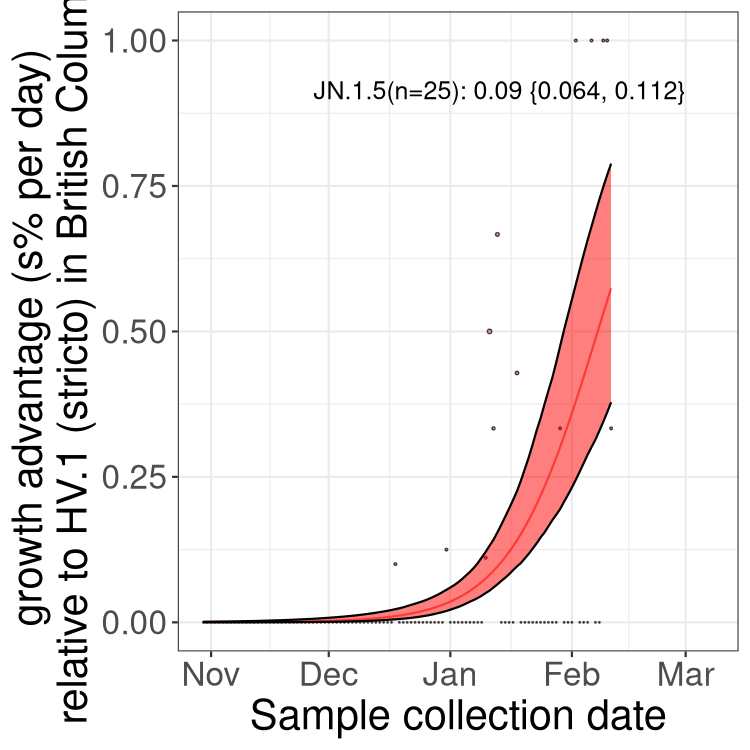 growth advantage (s% per day)
relative to HV.1 (stricto) in British Colum
1.00
0.75
0.50
0.25
0.00
JN.1.5(n=25): 0.09 {0.064, 0.112}
Nov Dec Jan Feb Mar
Sample collection date